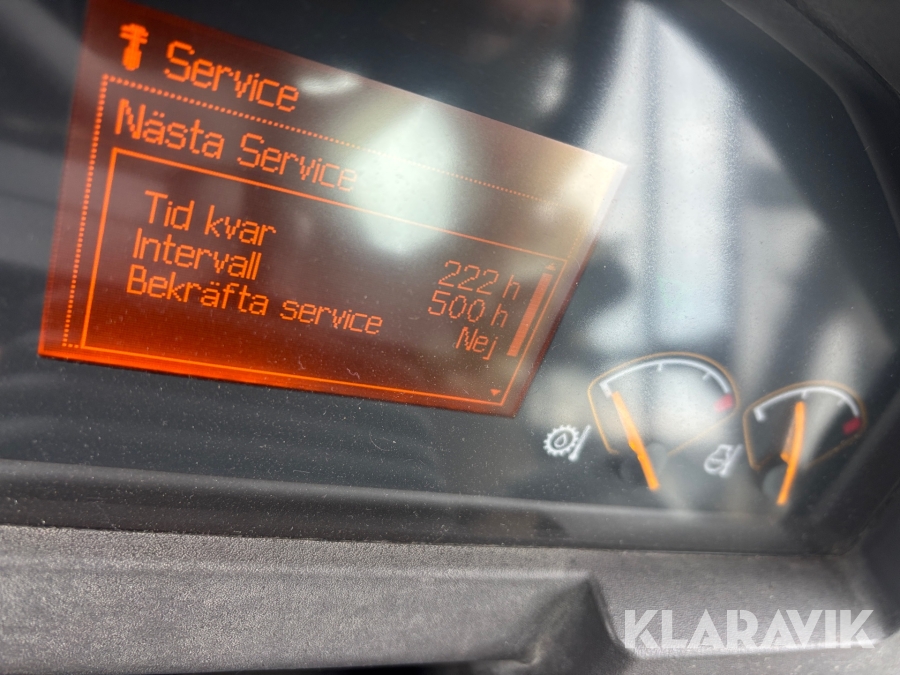 Service
Nästa Service
Tid kvar 222 h
Intervall 500 h
Bekräfta service Nej
KLARAVIK